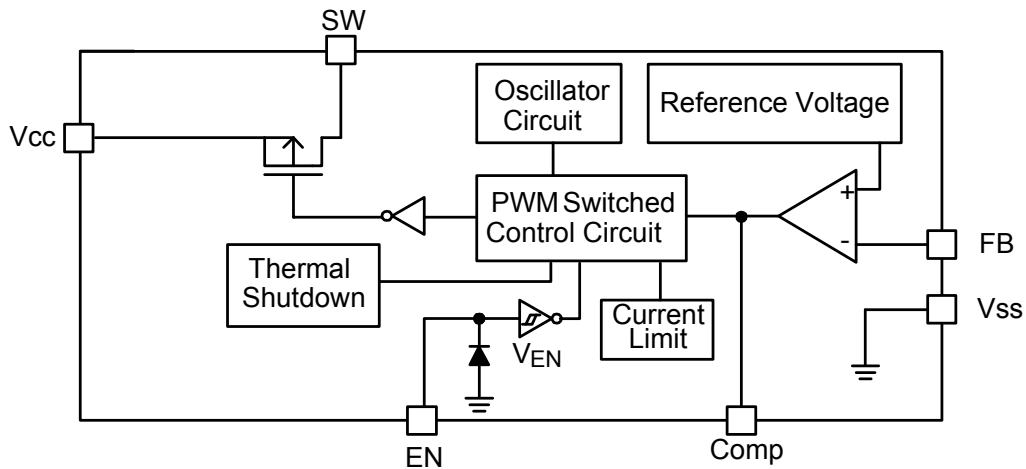 SW
Oscillator
Circuit
Reference Voltage
Vcc
+
-
PWM Switched
Control Circuit
FB
Thermal
Shutdown
Current
Limit
Vss
VEN
EN
Comp